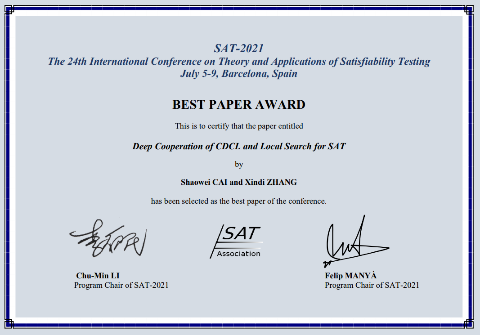 SAT-2021
The 24th International Conference on Theory and Applications of Satisfiability Testing
July 5-9, Barcelona, Spain
BEST PAPER AWARD
This is to certify that the paper entitled
Deep Cooperation of CDCL and Local Search for SAT
by
Shaowei CAI and Xindi ZHANG
has been selected as the best paper of the conference.
SAT
Association
Chu-Min LI
Program Chair of SAT-2021
Felip MANYÀ
Program Chair of SAT-2021